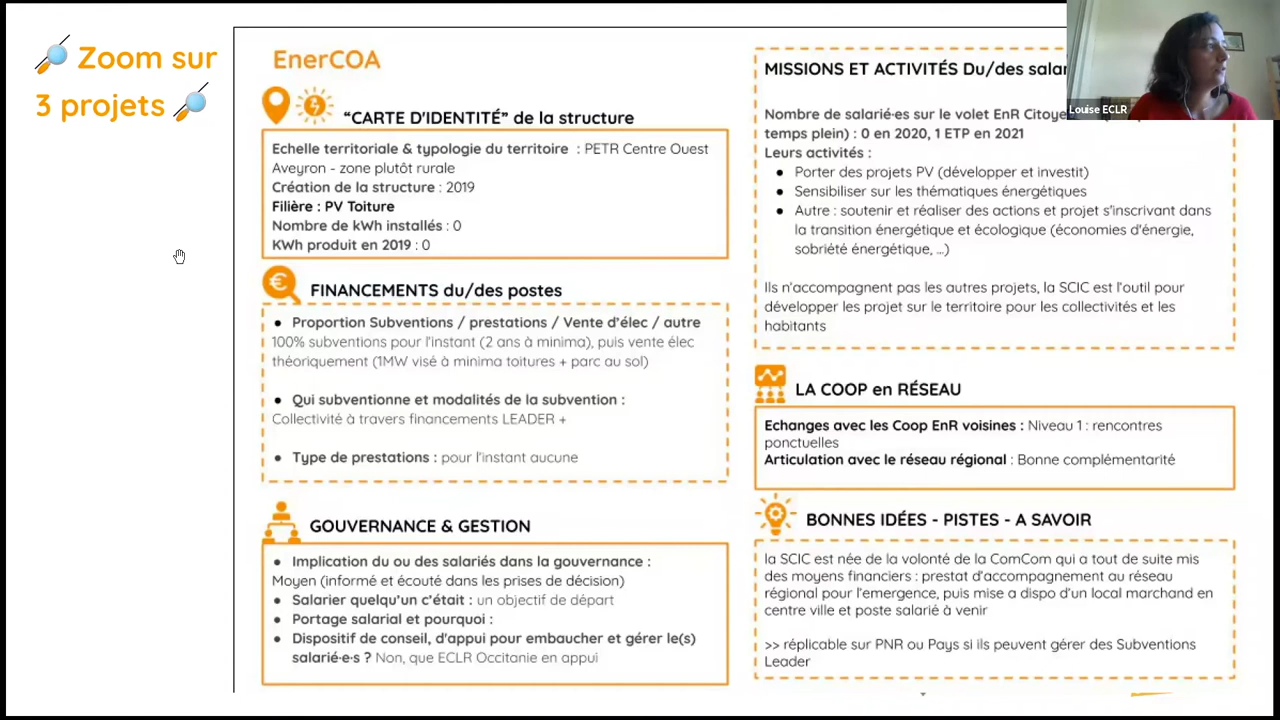 Zoom sur
3 projets
EnerCOA
“CARTE D'IDENTITÉ” de la structure
Echelle territoriale & typologie du territoire : PETR Centre Ouest
Aveyron - zone plutôt rurale
Création de la structure : 2019
Filière : PV Toiture
Nombre de kWh installés : 0
KWh produit en 2019 : 0
FINANCEMENTS du/des postes
● Proportion Subventions / prestations / Vente d'élec / autre
100% subventions pour l'instant (2 ans à minima), puis vente élec
théoriquement (1MW visé à minima toitures + parc au sol)
● Qui subventionne et modalités de la subvention :
Collectivité à travers financements LEADER +
● Type de prestations : pour l'instant aucune
GOUVERNANCE & GESTION
● Implication du ou des salariés dans la gouvernance :
Moyen (informé et écouté dans les prises de décision)
● Salarier quelqu'un c'était : un objectif de départ
● Portage salarial et pourquoi :
● Dispositif de conseil, d'appui pour embaucher et gérer le(s)
salarié·e·s ? Non, que ECLR Occitanie en appui
MISSIONS ET ACTIVITÉS Du/des salar
Nombre de salarié·es sur le volet EnR Citoye
temps plein) : 0 en 2020, 1 ETP en 2021
Leurs activités :
● Porter des projets PV (développer et investit)
● Sensibiliser sur les thématiques énergétiques
● Autre : soutenir et réaliser des actions et projet s'inscrivant dans
la transition énergétique et écologique (économies d'énergie,
sobriété énergétique, ...)
Ils n'accompagnent pas les autres projets, la SCIC est l'outil pour
développer les projet sur le territoire pour les collectivités et les
habitants
LA COOP en RÉSEAU
Echanges avec les Coop EnR voisines : Niveau 1 : rencontres
ponctuelles
Articulation avec le réseau régional : Bonne complémentarité
BONNES IDÉES - PISTES - A SAVOIR
la SCIC est née de la volonté de la ComCom qui a tout de suite mis
des moyens financiers : prestat d'accompagnement au réseau
régional pour l'emergence, puis mise a dispo d'un local marchand en
centre ville et poste salarié à venir
>> réplicable sur PNR ou Pays si ils peuvent gérer des Subventions
Leader
Louise ECLR